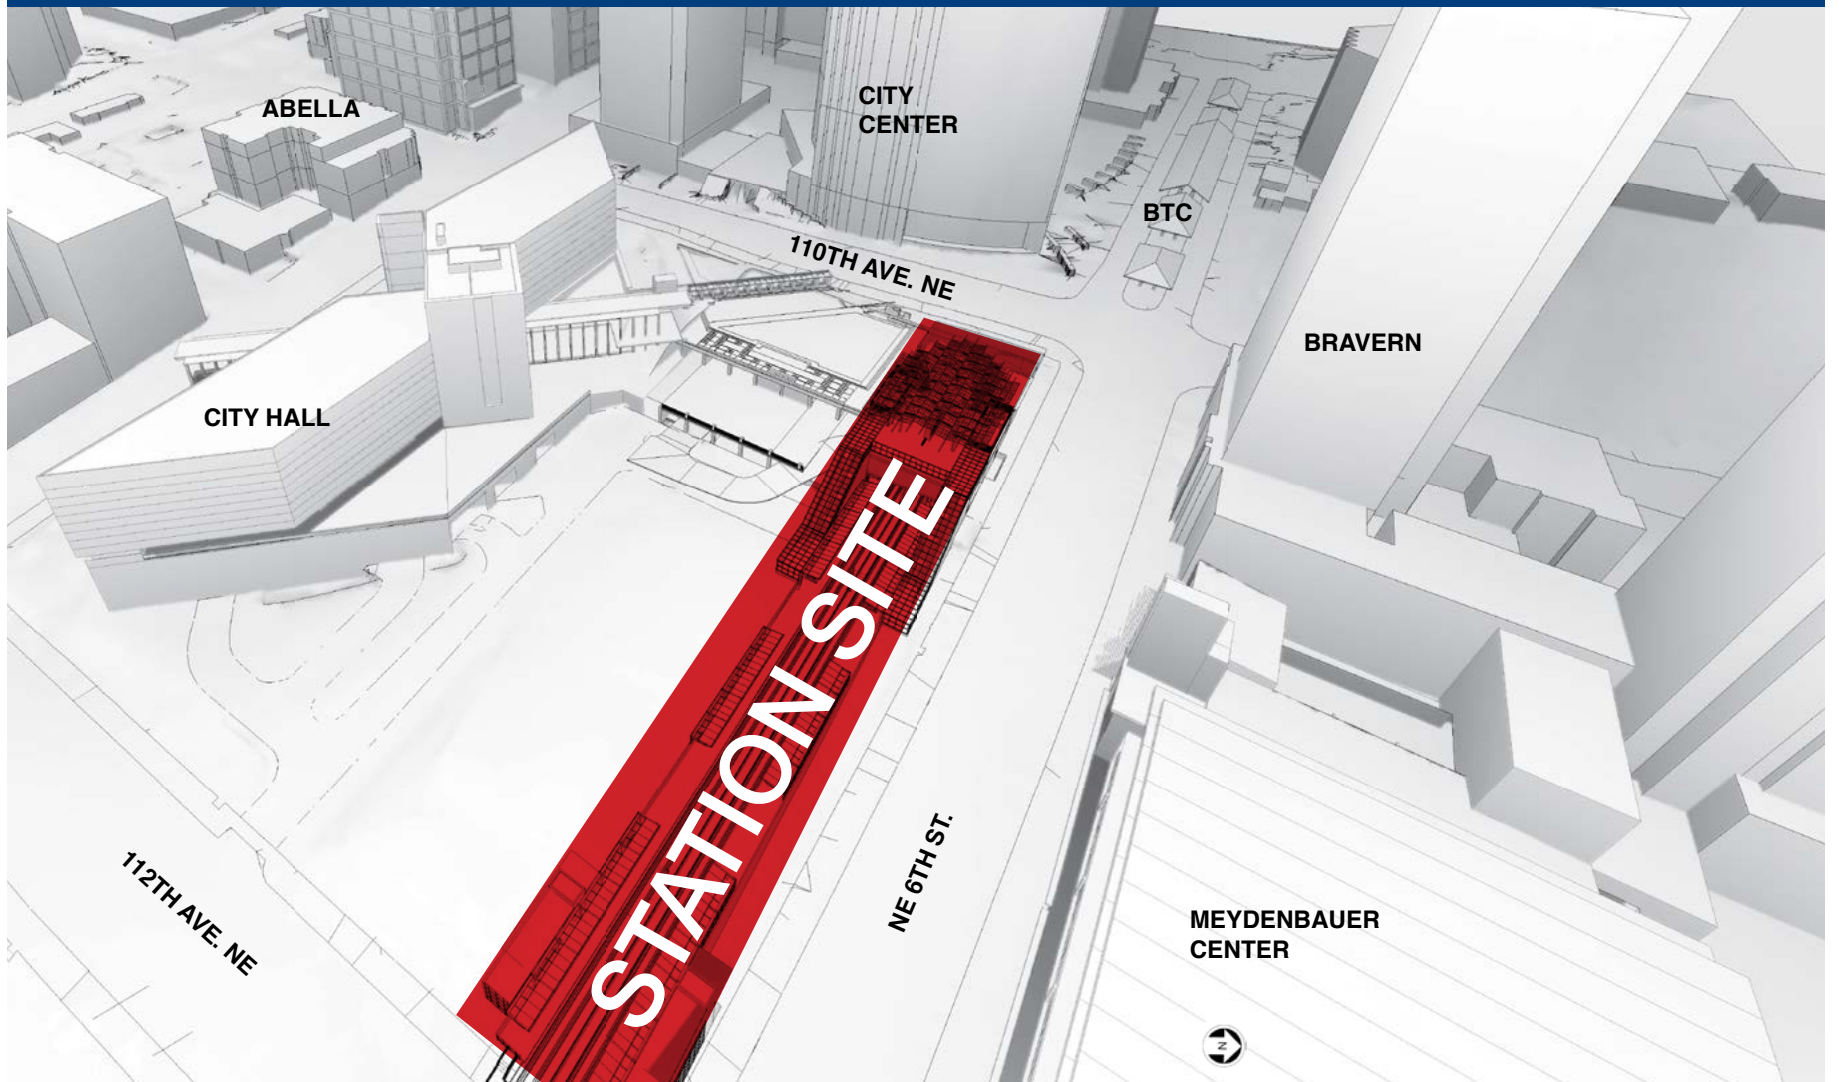 ABELLA
CITY
CENTER
BTC
110TH AVE. NE
BRAVERN
CITY HALL
STATION SITE
112TH AVE. NE
NE 6TH ST.
MEYDENBAUER
CENTER
N